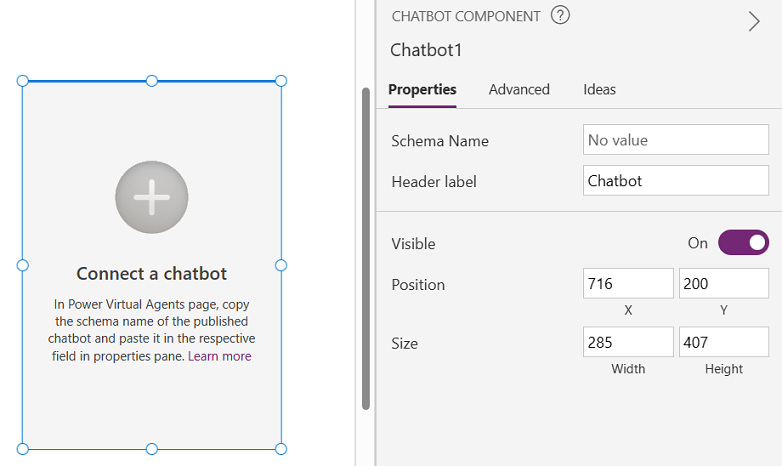 Connect a chatbot
In Power Virtual Agents page, copy
the schema name of the published
chatbot and paste it in the respective
field in properties pane. Learn more
CHATBOT COMPONENT ?
Chatbot1
Properties Advanced Ideas
Schema Name No value
Header label Chatbot
Visible On
Position 716 200
X Y
Size 285 407
Width Height